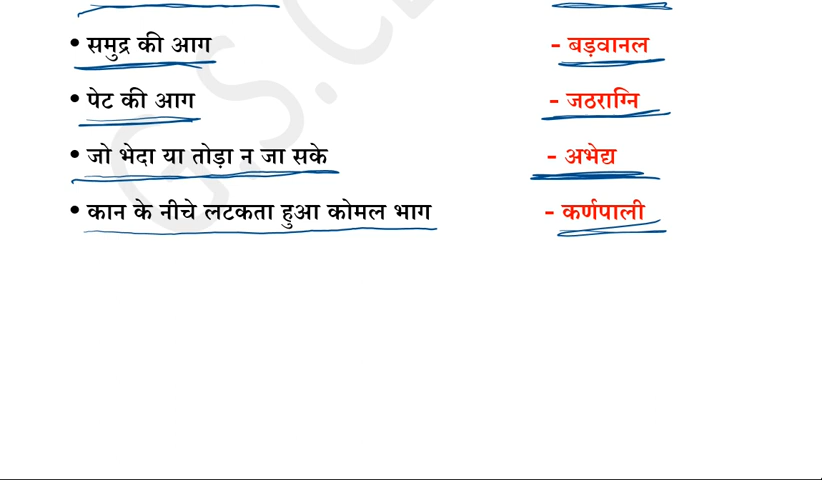 • समुद्र की आग - बड़वानल
• पेट की आग - जठराग्नि
• जो भेदा या तोड़ा न जा सके - अभेद्य
• कान के नीचे लटकता हुआ कोमल भाग - कर्णपाली